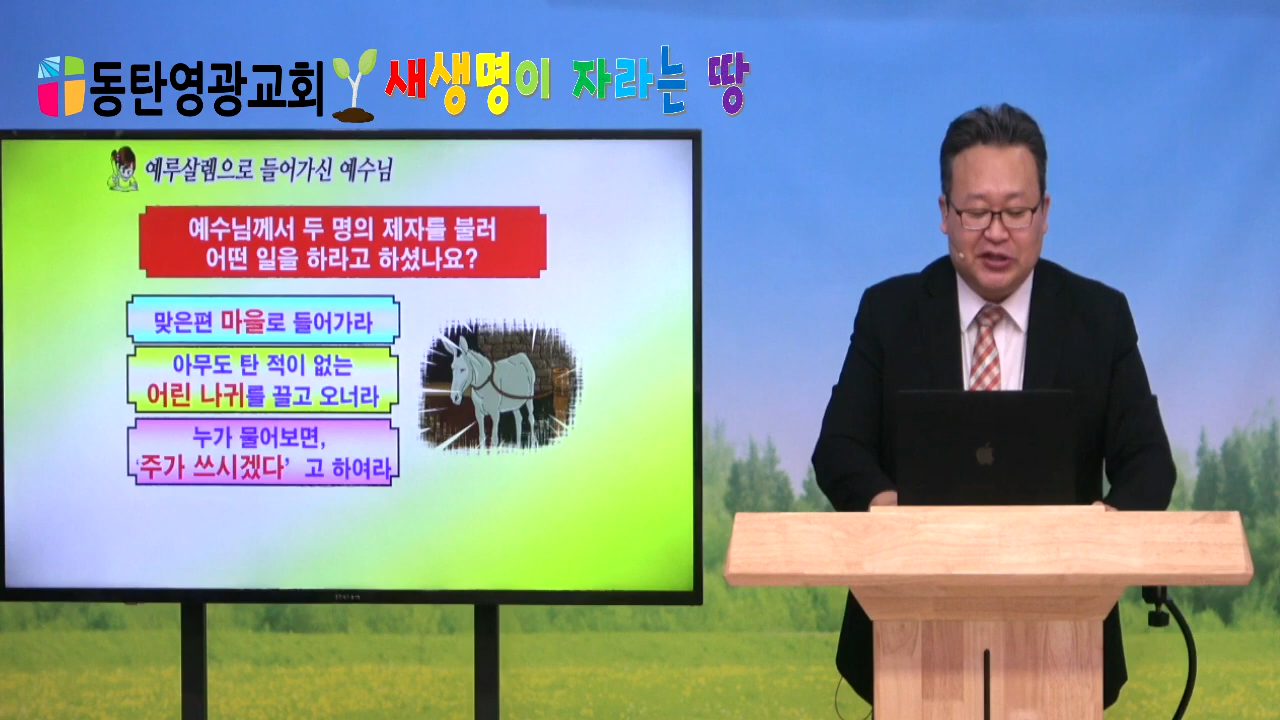 동탄영광교회 새생명이 자라는 땅
예루살렘으로 들어가신 예수님
예수님께서 두 명의 제자를 불러
어떤 일을 하라고 하셨나요?
맞은편 마을로 들어가라
아무도 탄 적이 없는
어린 나귀를 끌고 오너라
누가 물어보면,
‘주가 쓰시겠다’ 고 하여라